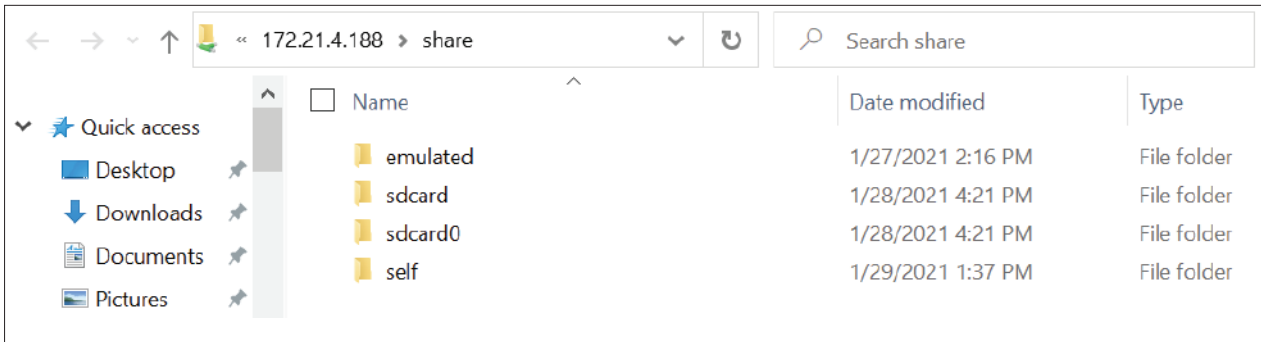 « 172.21.4.188 > share
Search share
Name Date modified Type
Quick access
Desktop
Downloads
Documents
Pictures
emulated 1/27/2021 2:16 PM File folder
sdcard 1/28/2021 4:21 PM File folder
sdcard0 1/28/2021 4:21 PM File folder
self 1/29/2021 1:37 PM File folder